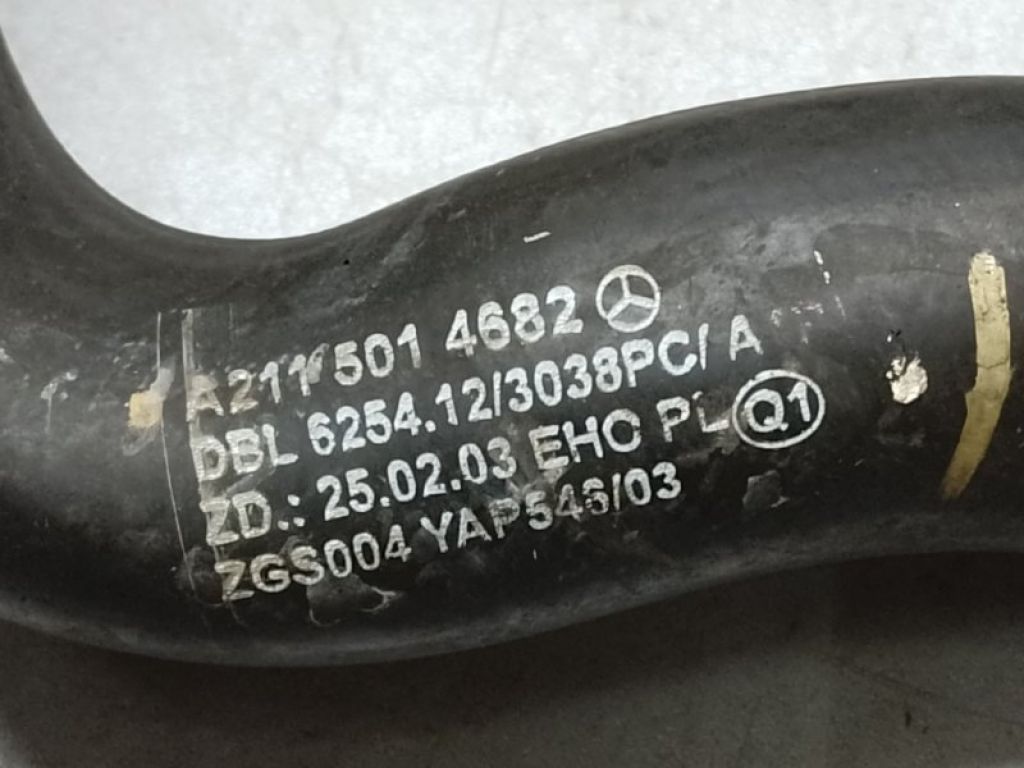 A211 501 4682
DBL 6254.12/3038PC/ A
ZD.: 25.02.03 EHC PL Q1
ZGS004 YAP546/03